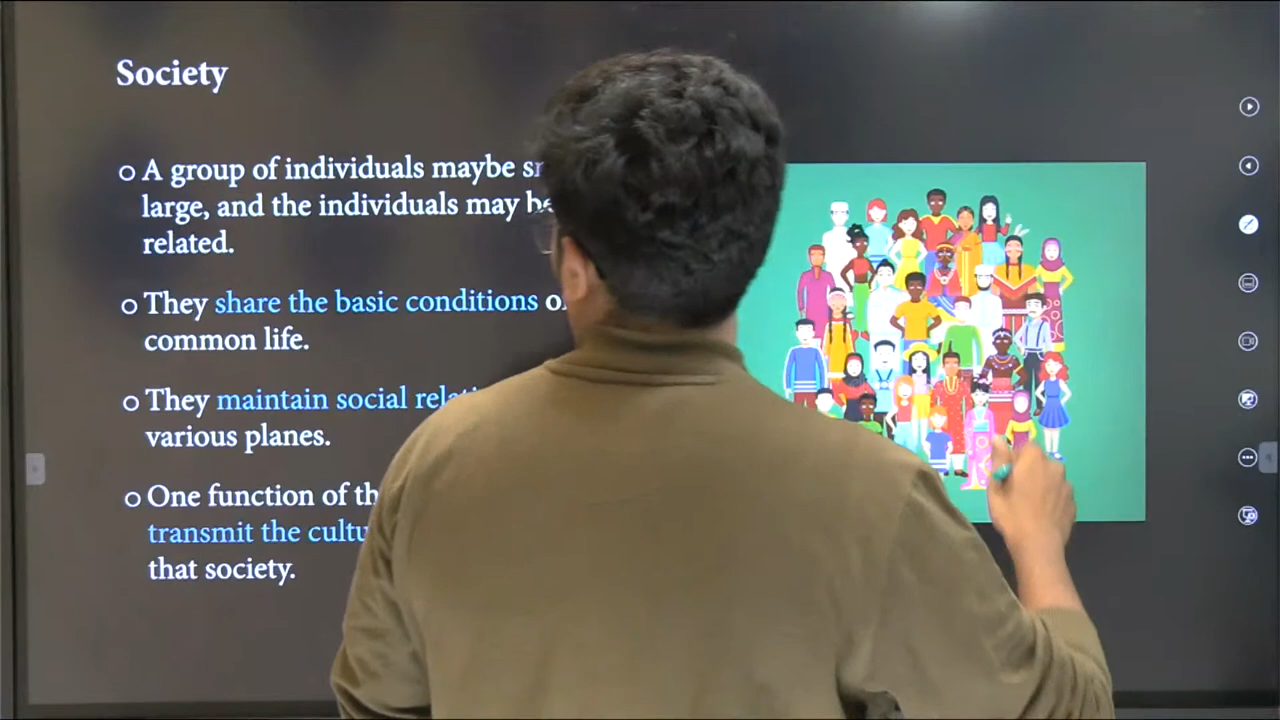 Society
A group of individuals maybe
large, and the individuals may
related.
They share the basic conditions
common life.
They maintain social
various planes.
One function of
transmit the
that society.